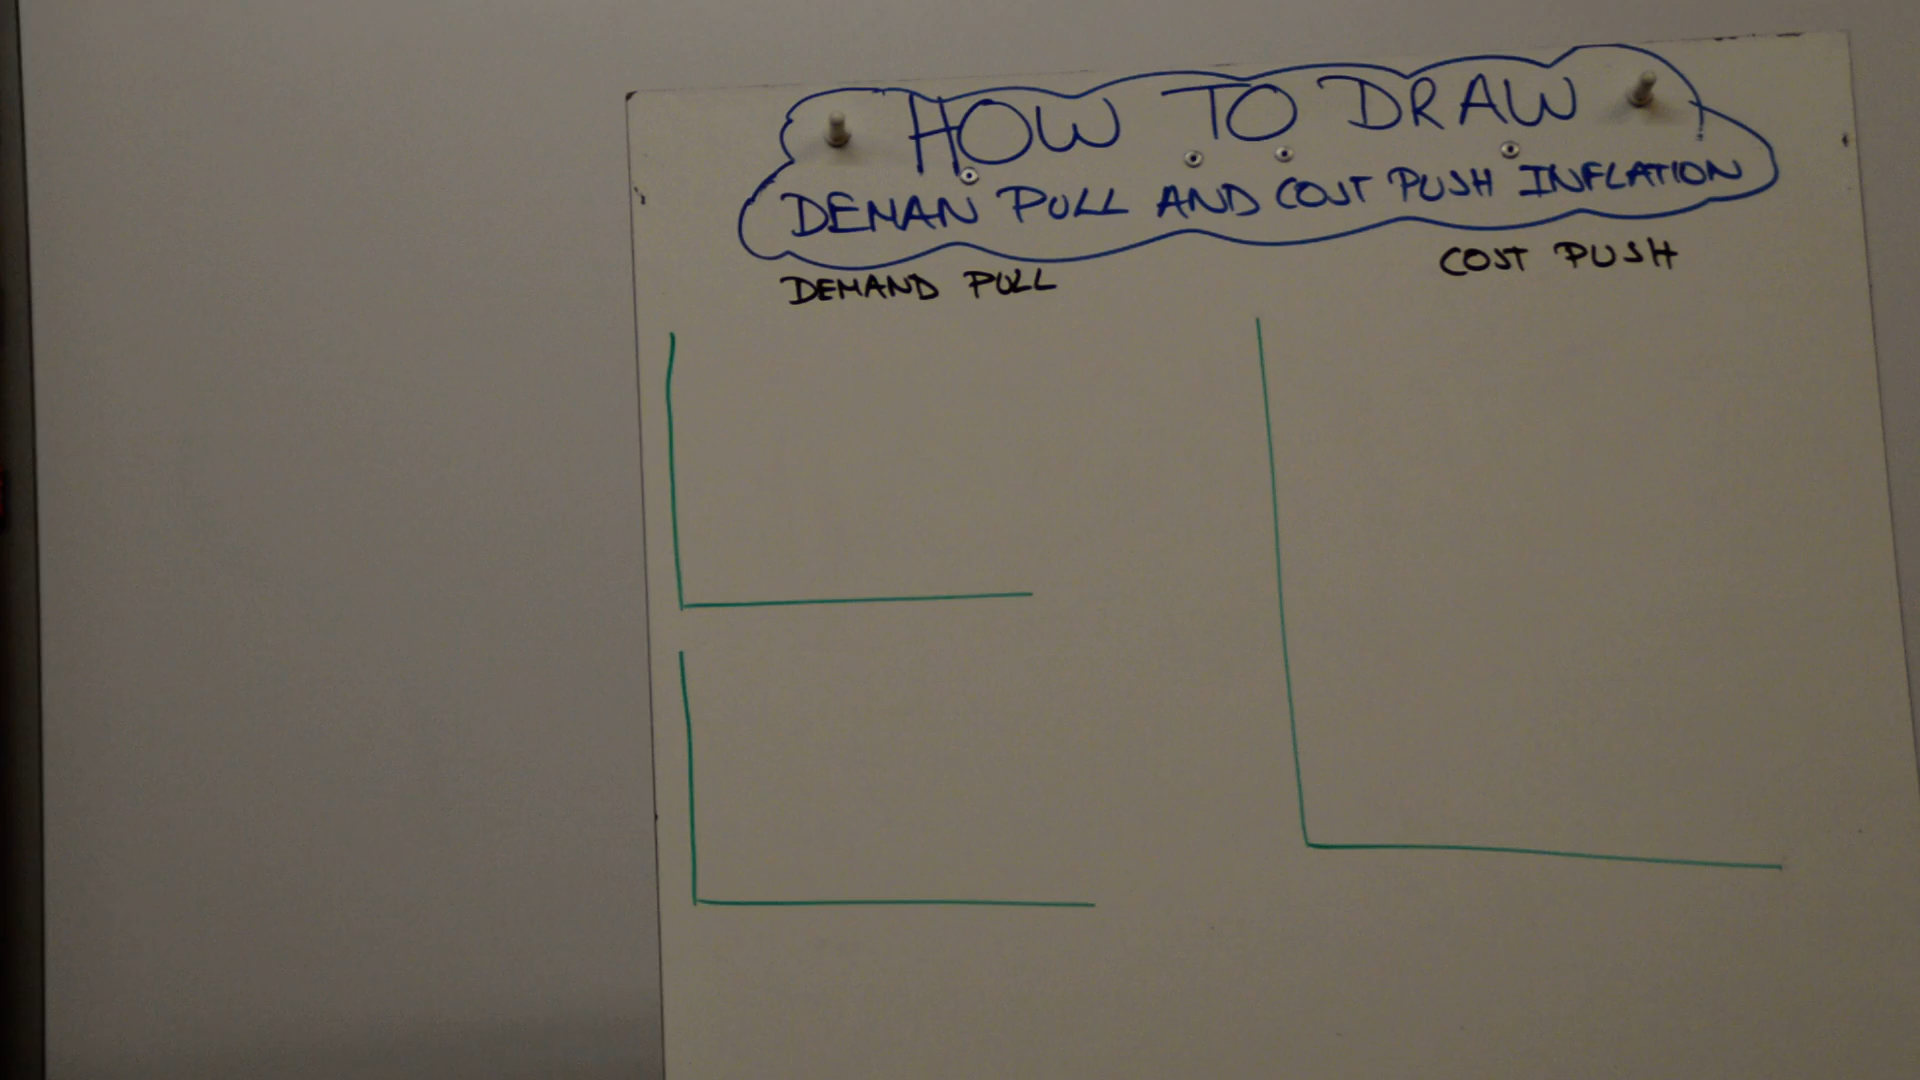 HOW TO DRAW
DEMAN PULL AND COST PUSH INFLATION
DEMAND PULL
COST PUSH